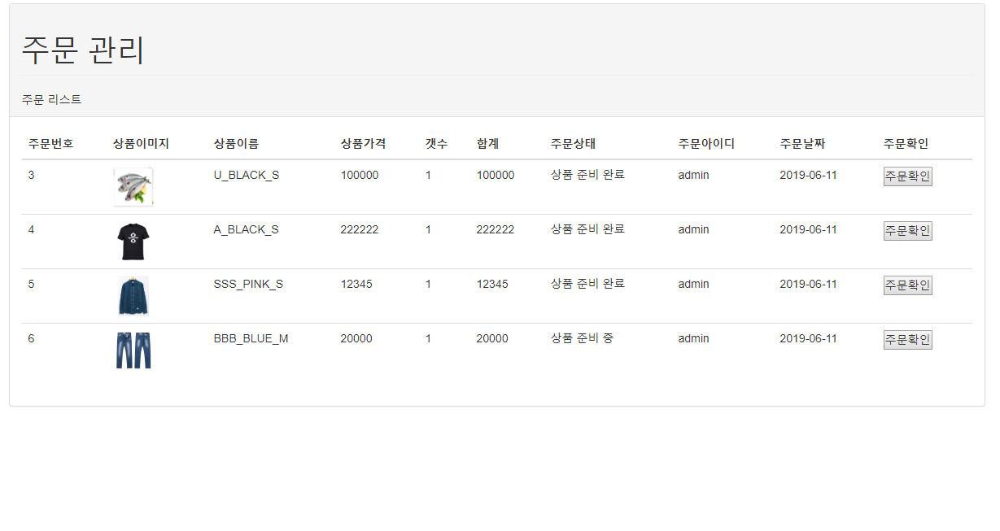 주문 관리
주문 리스트
주문번호 상품이미지 상품이름 상품가격 갯수 합계 주문상태 주문아이디 주문날짜 주문확인
3 U_BLACK_S 100000 1 100000 상품 준비 완료 admin 2019-06-11 주문확인
4 A_BLACK_S 222222 1 222222 상품 준비 완료 admin 2019-06-11 주문확인
5 SSS_PINK_S 12345 1 12345 상품 준비 완료 admin 2019-06-11 주문확인
6 BBB_BLUE_M 20000 1 20000 상품 준비 중 admin 2019-06-11 주문확인